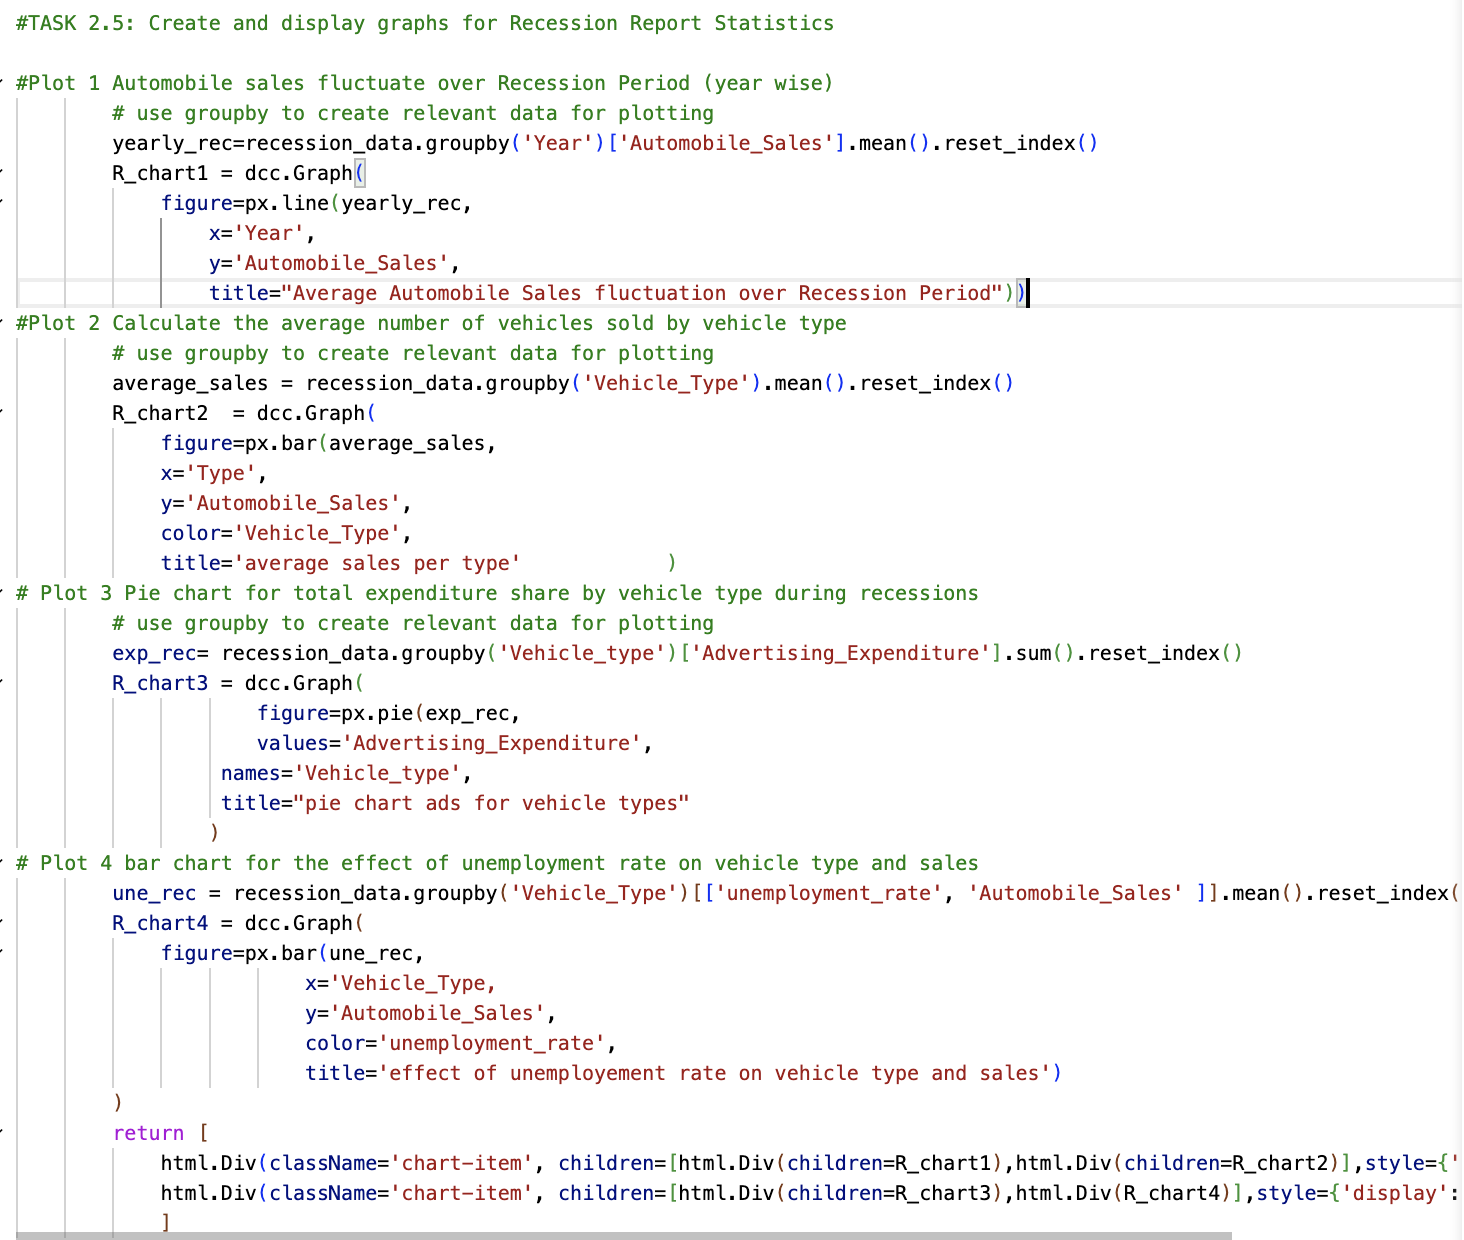 #TASK 2.5: Create and display graphs for Recession Report Statistics
#Plot 1 Automobile sales fluctuate over Recession Period (year wise)
# use groupby to create relevant data for plotting
yearly_rec=recession_data.groupby('Year')['Automobile_Sales'].mean().reset_index()
R_chart1 = dcc.Graph(
figure=px.line(yearly_rec,
x='Year',
y='Automobile_Sales',
title="Average Automobile Sales fluctuation over Recession Period"))
#Plot 2 Calculate the average number of vehicles sold by vehicle type
# use groupby to create relevant data for plotting
average_sales = recession_data.groupby('Vehicle_Type').mean().reset_index()
R_chart2  = dcc.Graph(
figure=px.bar(average_sales,
x='Type',
y='Automobile_Sales',
color='Vehicle_Type',
title='average sales per type'            )
# Plot 3 Pie chart for total expenditure share by vehicle type during recessions
# use groupby to create relevant data for plotting
exp_rec= recession_data.groupby('Vehicle_type')['Advertising_Expenditure'].sum().reset_index()
R_chart3 = dcc.Graph(
figure=px.pie(exp_rec,
values='Advertising_Expenditure',
names='Vehicle_type',
title="pie chart ads for vehicle types"
)
# Plot 4 bar chart for the effect of unemployment rate on vehicle type and sales
une_rec = recession_data.groupby('Vehicle_Type')[['unemployment_rate', 'Automobile_Sales' ]].mean().reset_index(
R_chart4 = dcc.Graph(
figure=px.bar(une_rec,
x='Vehicle_Type,
y='Automobile_Sales',
color='unemployment_rate',
title='effect of unemployement rate on vehicle type and sales')
)
return [
html.Div(className='chart-item', children=[html.Div(children=R_chart1),html.Div(children=R_chart2)],style={'
html.Div(className='chart-item', children=[html.Div(children=R_chart3),html.Div(R_chart4)],style={'display':
]